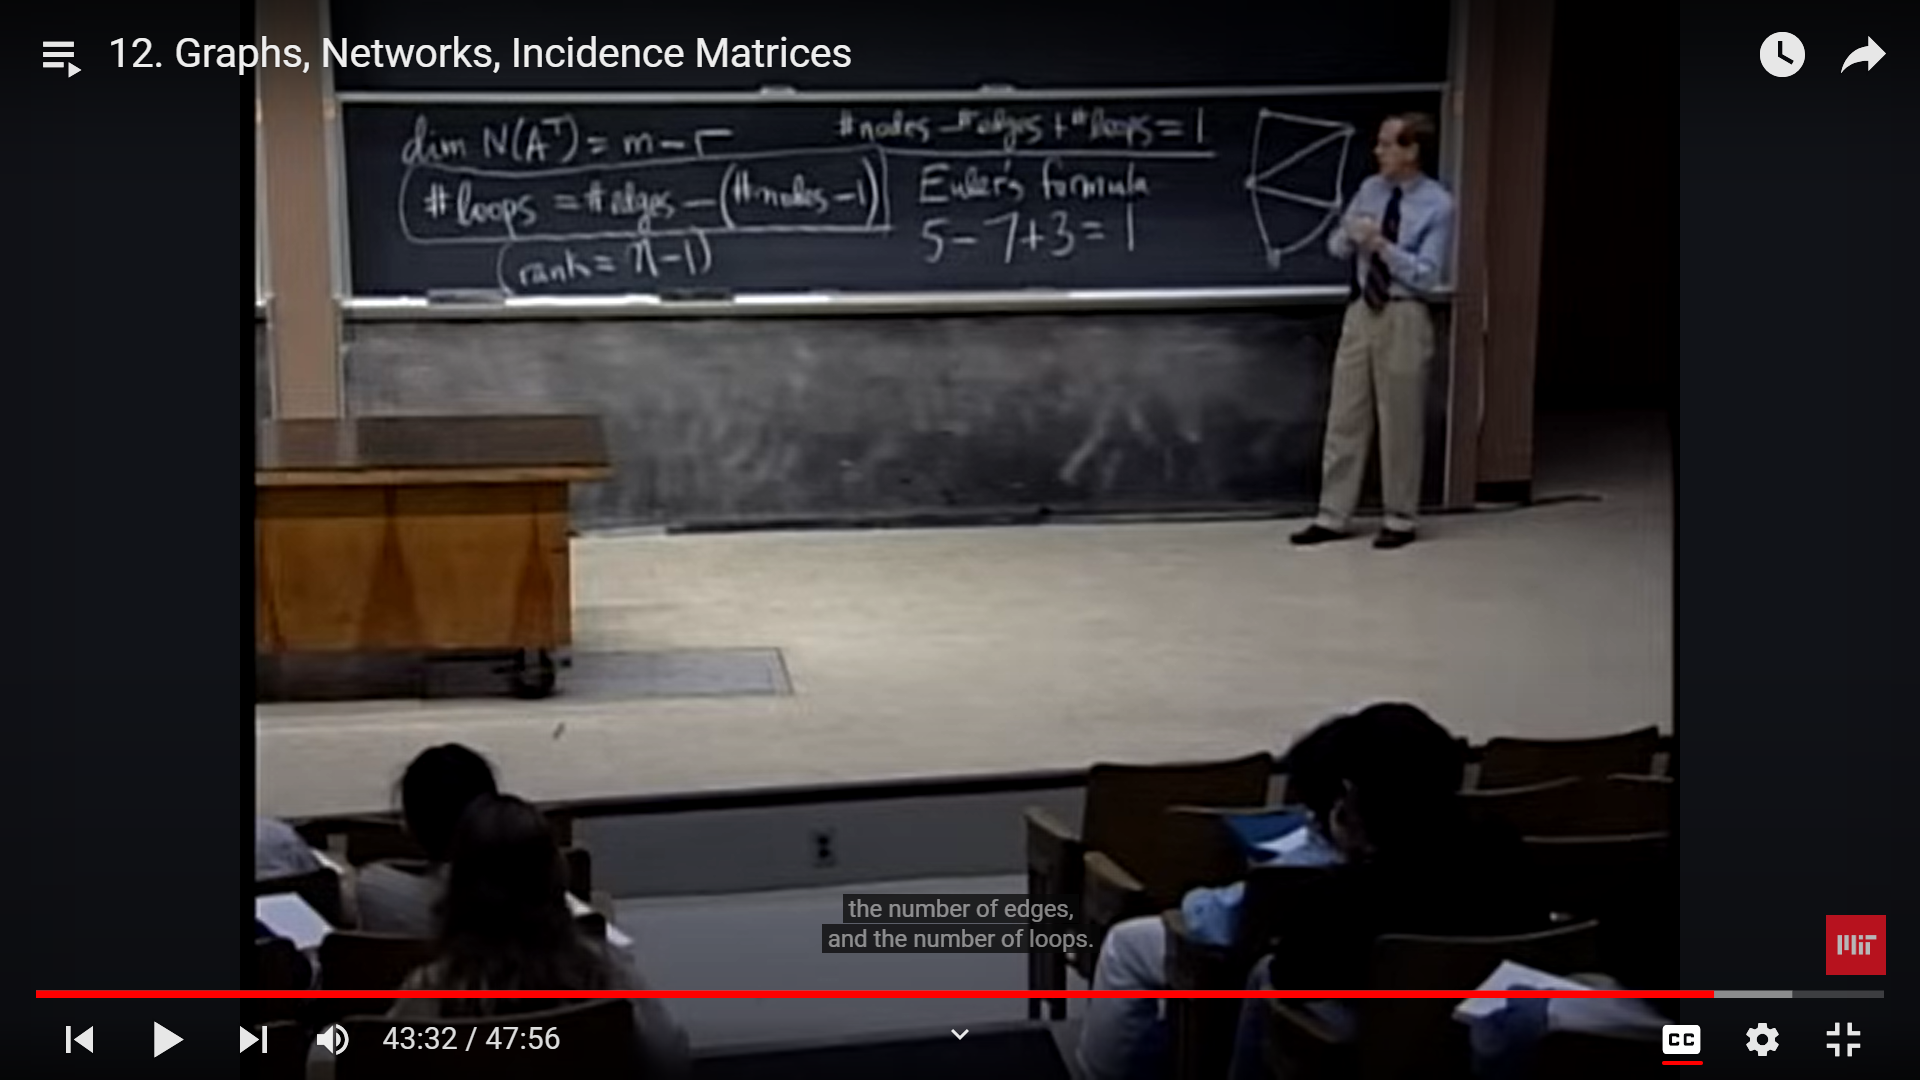 12. Graphs, Networks, Incidence Matrices
dim N(Aᵀ) = m - r
# loops = # edges - (# nodes - 1)
(rank = n - 1)
# nodes - # edges + # loops = 1
Euler's formula
5 - 7 + 3 = 1
the number of edges,
and the number of loops.
MIT
43:32 / 47:56
CC